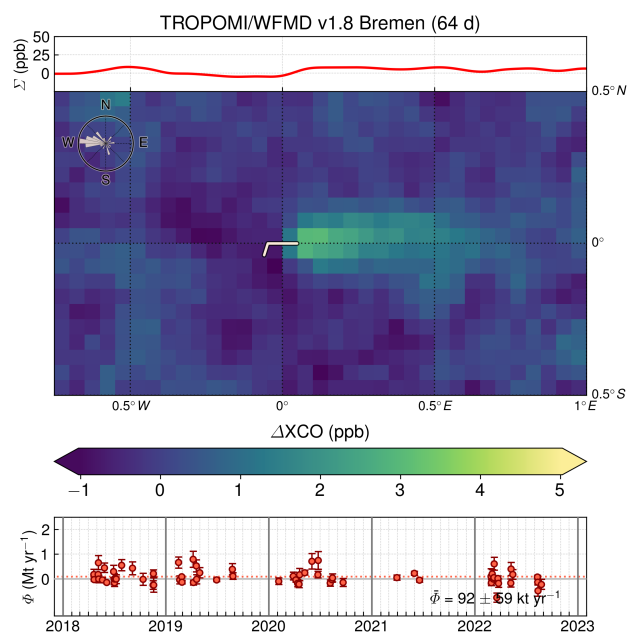 TROPOMI/WFMD v1.8 Bremen (64 d)
50
25
0
Σ (ppb)
0.5°N
N
W E
S
0°
0.5°S
0.5°W 0° 0.5°E 1°E
ΔXCO (ppb)
−1 0 1 2 3 4 5
2
1
0
Φ (Mt yr⁻¹)
Φ̄ = 92 ± 59 kt yr⁻¹
2018 2019 2020 2021 2022 2023